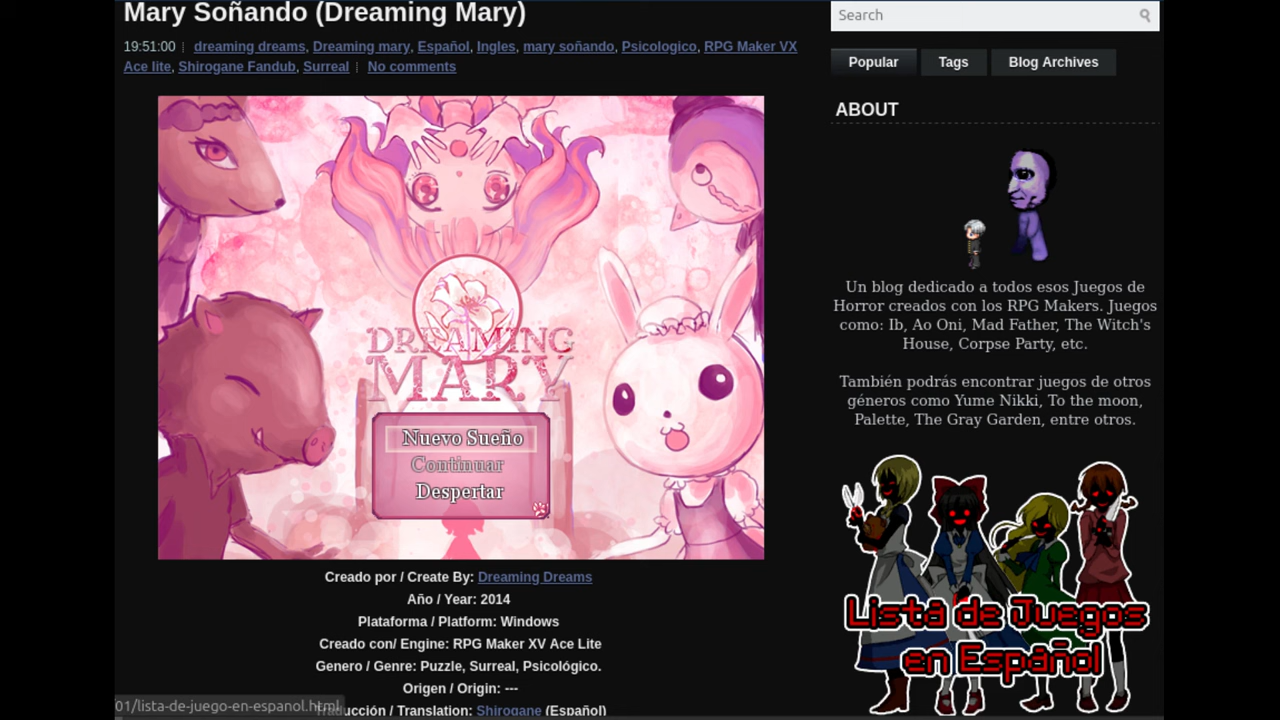 Mary Soñando (Dreaming Mary)
19:51:00 dreaming dreams, Dreaming mary, Español, Ingles, mary soñando, Psicologico, RPG Maker VX
Ace lite, Shirogane Fandub, Surreal No comments
DREAMING
MARY
Nuevo Sueño
Continuar
Despertar
Creado por / Create By: Dreaming Dreams
Año / Year: 2014
Plataforma / Platform: Windows
Creado con/ Engine: RPG Maker XV Ace Lite
Genero / Genre: Puzzle, Surreal, Psicológico.
Origen / Origin: ---
Traducción / Translation: Shirogane (Español)
01/lista-de-juego-en-espanol.html
Search
Popular Tags Blog Archives
ABOUT
Un blog dedicado a todos esos Juegos de
Horror creados con los RPG Makers. Juegos
como: Ib, Ao Oni, Mad Father, The Witch's
House, Corpse Party, etc.
También podrás encontrar juegos de otros
géneros como Yume Nikki, To the moon,
Palette, The Gray Garden, entre otros.
Lista de Juegos
en Español